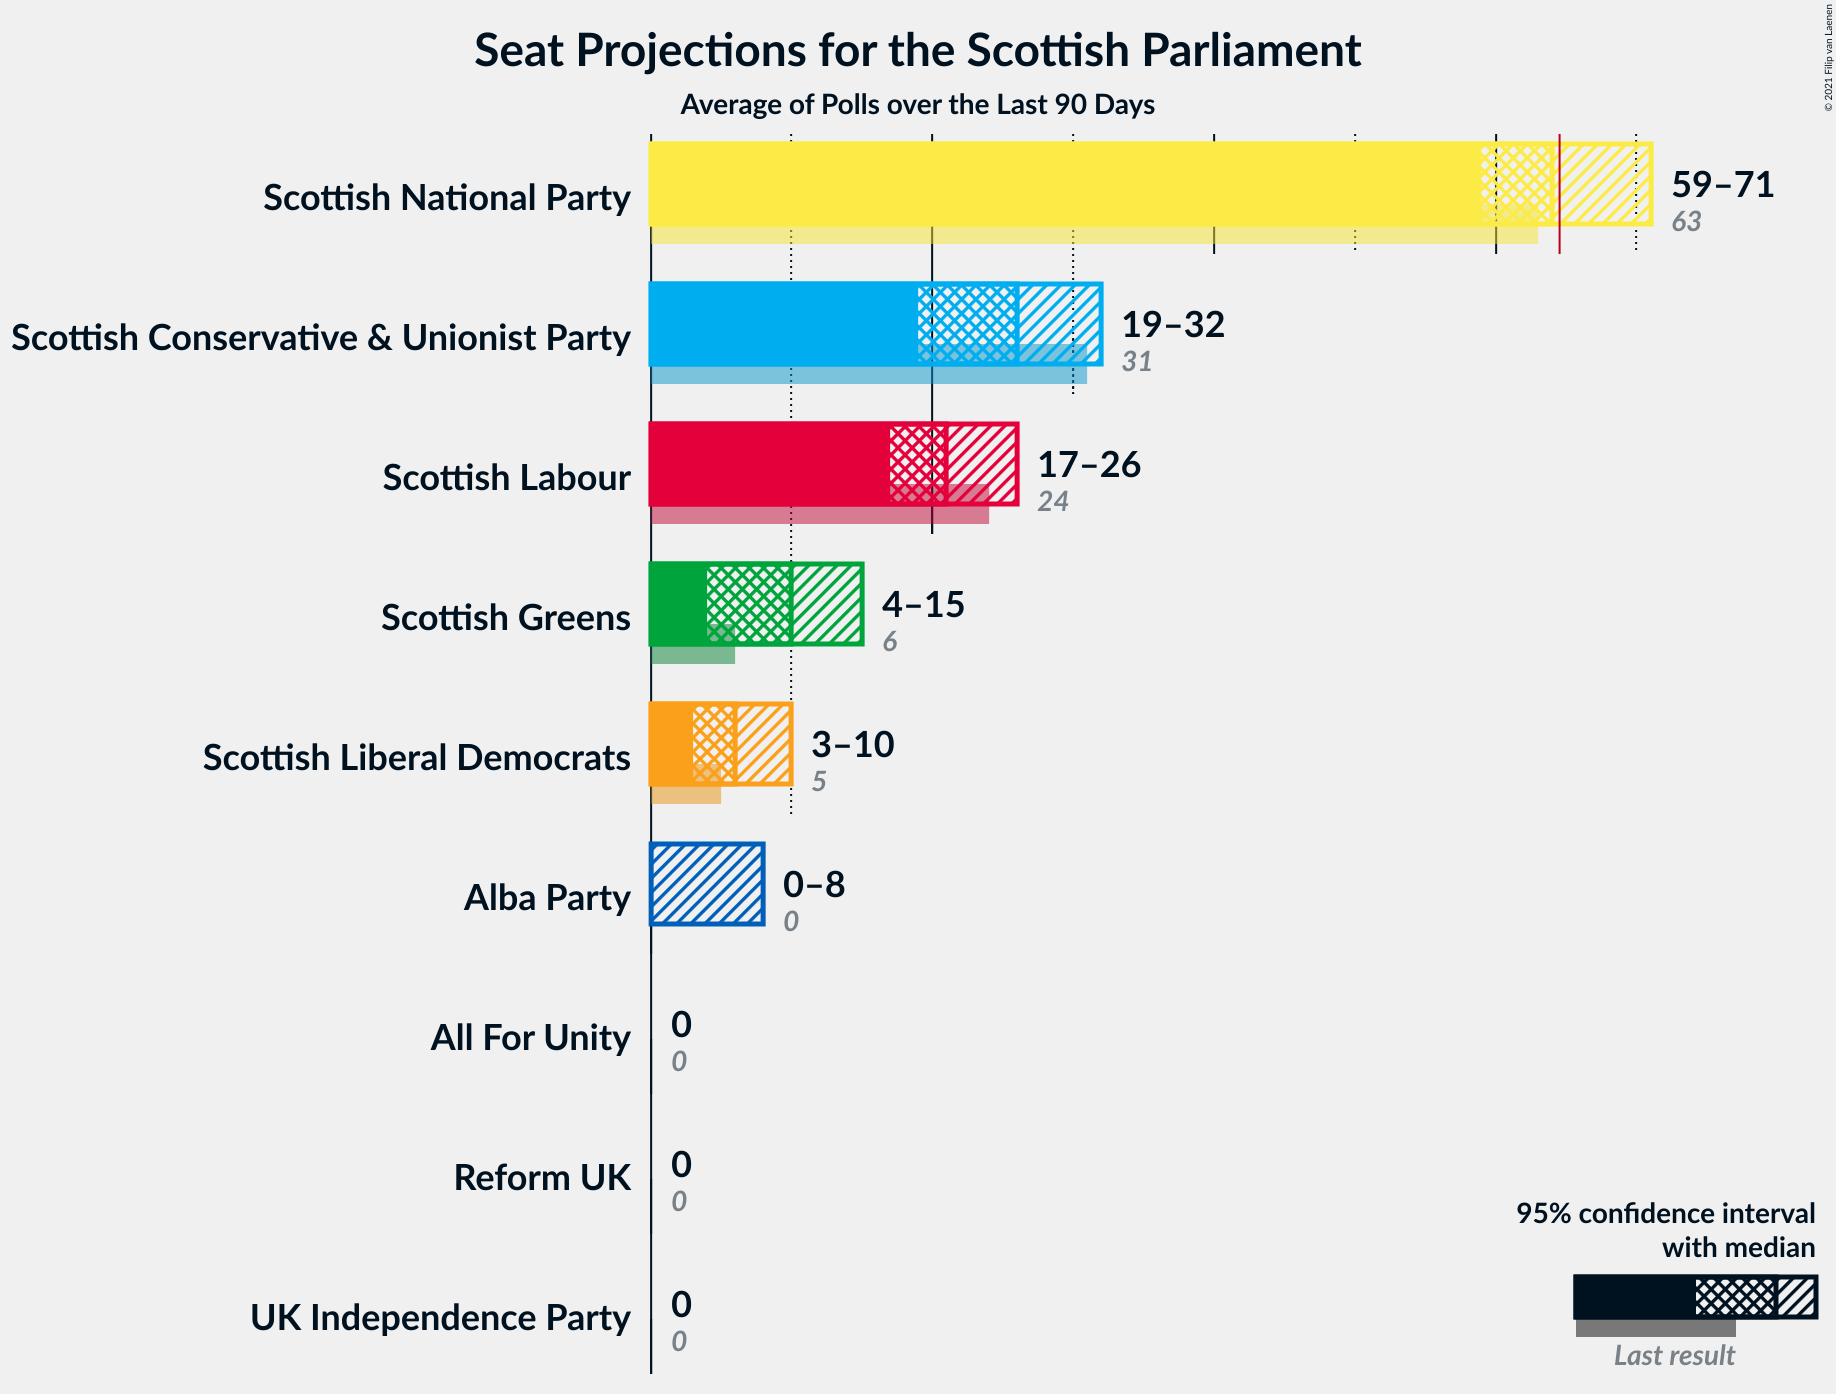 Seat Projections for the Scottish Parliament
Average of Polls over the Last 90 Days
© 2021 Filip van Laenen
Scottish National Party
59–71
63
Scottish Conservative & Unionist Party
19–32
31
Scottish Labour
17–26
24
Scottish Greens
4–15
6
Scottish Liberal Democrats
3–10
5
Alba Party
0–8
0
All For Unity
0
0
Reform UK
0
0
UK Independence Party
0
0
95% confidence interval
with median
Last result